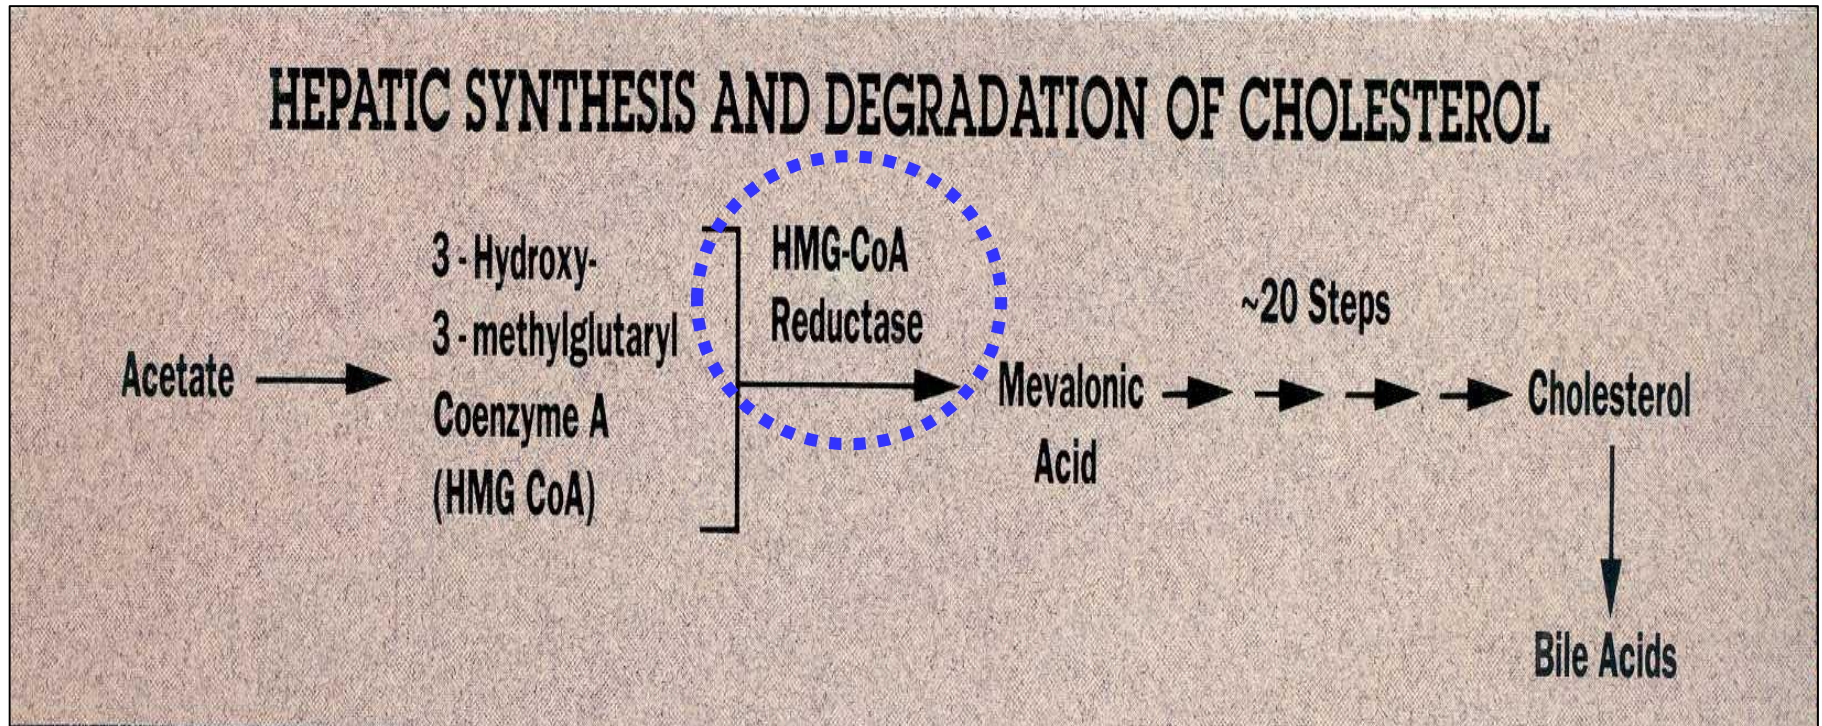 HEPATIC SYNTHESIS AND DEGRADATION OF CHOLESTEROL
Acetate
3-Hydroxy-
3-methylglutaryl
Coenzyme A
(HMG CoA)
HMG-CoA
Reductase
Mevalonic
Acid
~20 Steps
Cholesterol
Bile Acids